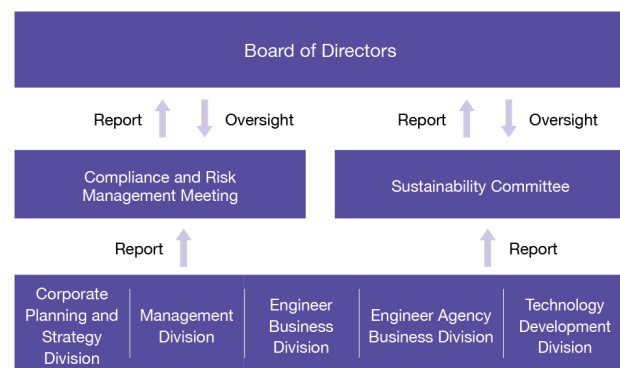 Board of Directors
Report
Oversight
Report
Oversight
Compliance and Risk
Management Meeting
Sustainability Committee
Report
Report
Corporate
Planning and
Strategy
Division
Management
Division
Engineer
Business
Division
Engineer Agency
Business Division
Technology
Development
Division